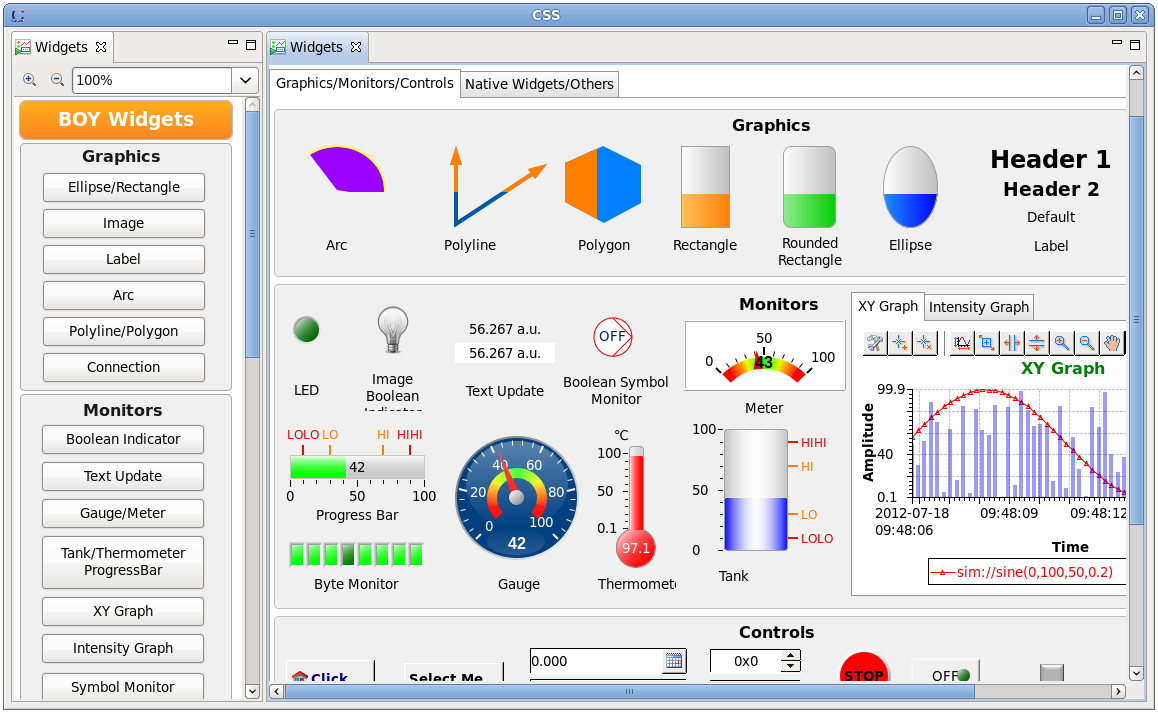 CSS
Widgets
100%
BOY Widgets
Graphics
Ellipse/Rectangle
Image
Label
Arc
Polyline/Polygon
Connection
Monitors
Boolean Indicator
Text Update
Gauge/Meter
Tank/Thermometer
ProgressBar
XY Graph
Intensity Graph
Symbol Monitor
Widgets
Graphics/Monitors/Controls
Native Widgets/Others
Graphics
Arc
Polyline
Polygon
Rectangle
Rounded
Rectangle
Ellipse
Header 1
Header 2
Default
Label
Monitors
LED
Image
Boolean
Indicator
56.267 a.u.
56.267 a.u.
Text Update
OFF
Boolean Symbol
Monitor
0 50 100
43
Meter
LOLO LO HI HIHI
42
0 50 100
Progress Bar
Byte Monitor
0 20 40 60 80 100
42
Gauge
℃
100
50
0.1
97.1
Thermomet
100
50
0
HIHI
HI
LO
LOLO
Tank
XY Graph
Intensity Graph
XY Graph
Amplitude
99.9
40
0.1
2012-07-18
09:48:06
09:48:09
09:48:12
Time
sim://sine(0,100,50,0.2)
Controls
Click
Select Me
0.000
0x0
STOP
OFF